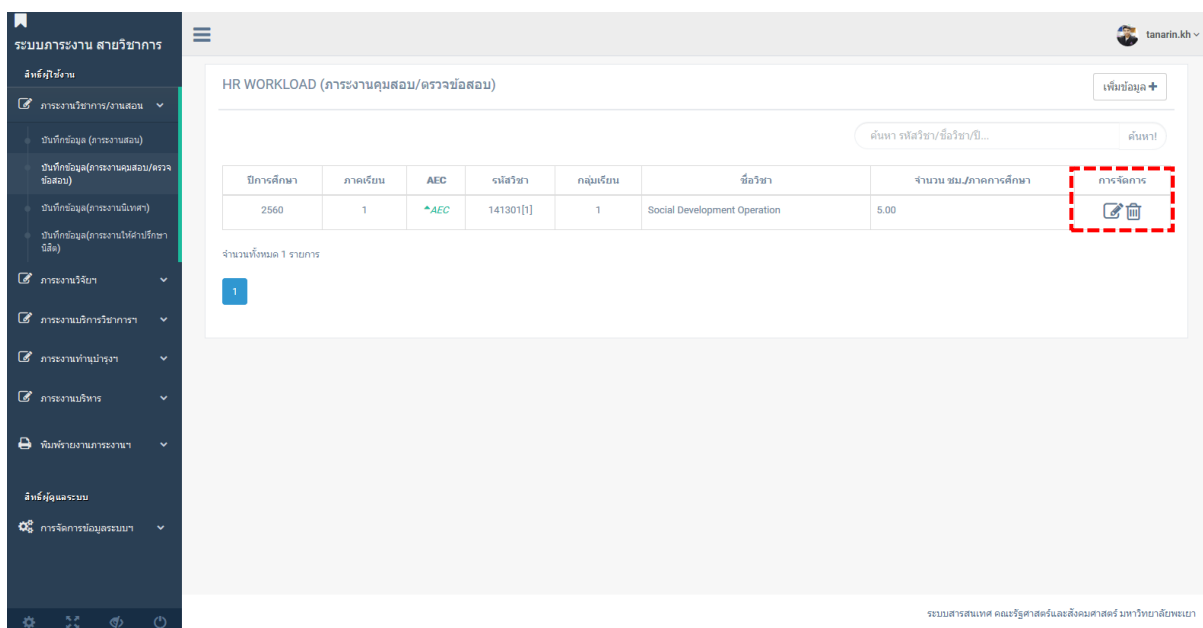 ระบบภาระงาน สายวิชาการ
tanarin.kh
สิทธิ์ผู้ใช้งาน
ภาระงานวิชาการ/งานสอน
บันทึกข้อมูล (ภาระงานสอน)
บันทึกข้อมูล(ภาระงานคุมสอบ/ตรวจ
ข้อสอบ)
บันทึกข้อมูล(ภาระงานนิเทศฯ)
บันทึกข้อมูล(ภาระงานให้คำปรึกษา
นิสิต)
ภาระงานวิจัยฯ
ภาระงานบริการวิชาการฯ
ภาระงานทำนุบำรุงฯ
ภาระงานบริหาร
พิมพ์รายงานภาระงานฯ
สิทธิ์ผู้ดูแลระบบ
การจัดการข้อมูลระบบฯ
HR WORKLOAD (ภาระงานคุมสอบ/ตรวจข้อสอบ)
เพิ่มข้อมูล
ค้นหา รหัสวิชา/ชื่อวิชา/ปี... ค้นหา!
ปีการศึกษา ภาคเรียน AEC รหัสวิชา กลุ่มเรียน ชื่อวิชา จำนวน ชม./ภาคการศึกษา การจัดการ
2560 1 AEC 141301[1] 1 Social Development Operation 5.00
จำนวนทั้งหมด 1 รายการ
1
ระบบสารสนเทศ คณะรัฐศาสตร์และสังคมศาสตร์ มหาวิทยาลัยพะเยา